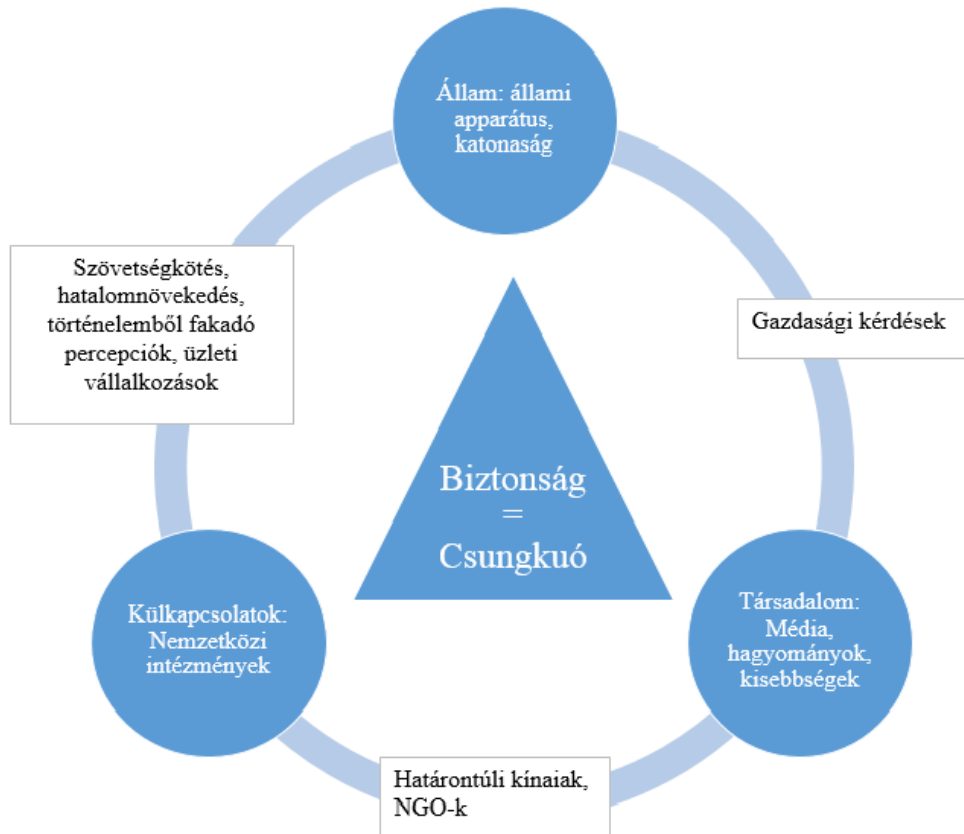 Állam: állami
apparátus,
katonaság
Szövetségkötés,
hatalomnövekedés,
történelemből fakadó
percepciók, üzleti
vállalkozások
Gazdasági kérdések
Biztonság
=
Csungkuó
Külkapcsolatok:
Nemzetközi
intézmények
Társadalom:
Média,
hagyományok,
kisebbségek
Határontúli kínaiak,
NGO-k